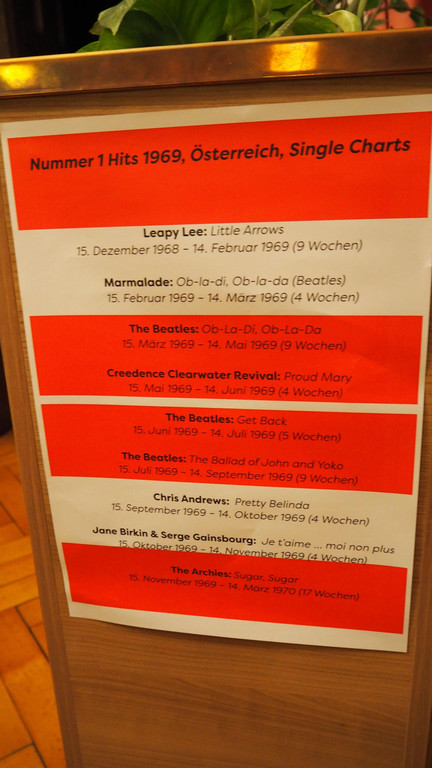 Nummer 1 Hits 1969, Österreich, Single Charts
Leapy Lee: Little Arrows
15. Dezember 1968 – 14. Februar 1969 (9 Wochen)
Marmalade: Ob-la-di, Ob-la-da (Beatles)
15. Februar 1969 – 14. März 1969 (4 Wochen)
The Beatles: Ob-La-Di, Ob-La-Da
15. März 1969 – 14. Mai 1969 (9 Wochen)
Creedence Clearwater Revival: Proud Mary
15. Mai 1969 – 14. Juni 1969 (4 Wochen)
The Beatles: Get Back
15. Juni 1969 – 14. Juli 1969 (5 Wochen)
The Beatles: The Ballad of John and Yoko
15. Juli 1969 – 14. September 1969 (9 Wochen)
Chris Andrews: Pretty Belinda
15. September 1969 – 14. Oktober 1969 (4 Wochen)
Jane Birkin & Serge Gainsbourg: Je t'aime ... moi non plus
15. Oktober 1969 – 14. November 1969 (4 Wochen)
The Archies: Sugar, Sugar
15. November 1969 – 14. März 1970 (17 Wochen)